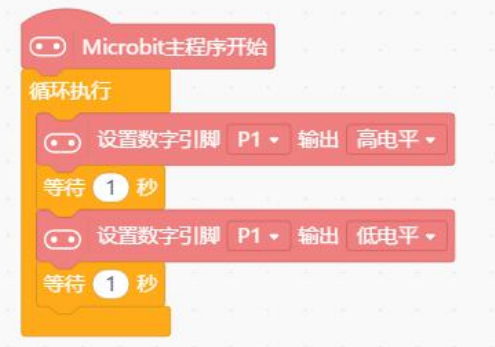 Microbit主程序开始
循环执行
设置数字引脚 P1 输出 高电平
等待 1 秒
设置数字引脚 P1 输出 低电平
等待 1 秒